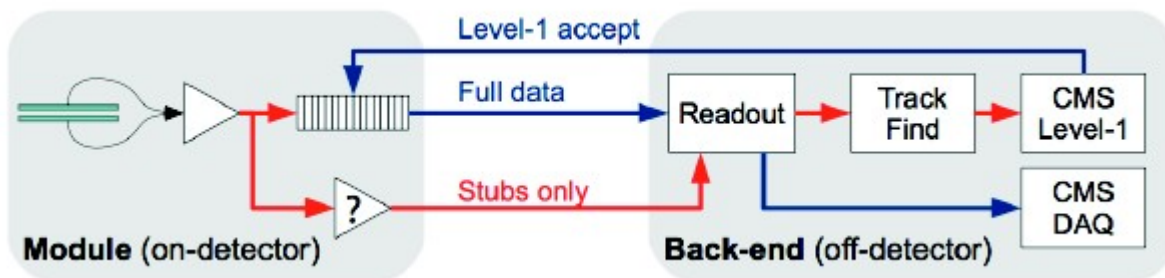 Level-1 accept
Full data
Readout
Track
Find
CMS
Level-1
?
Stubs only
CMS
DAQ
Module (on-detector)
Back-end (off-detector)